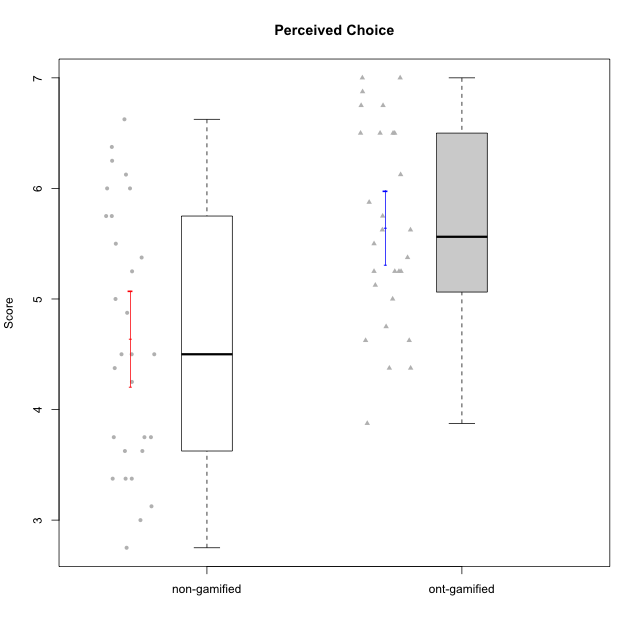 Perceived Choice
Score
7
6
5
4
3
non-gamified
ont-gamified